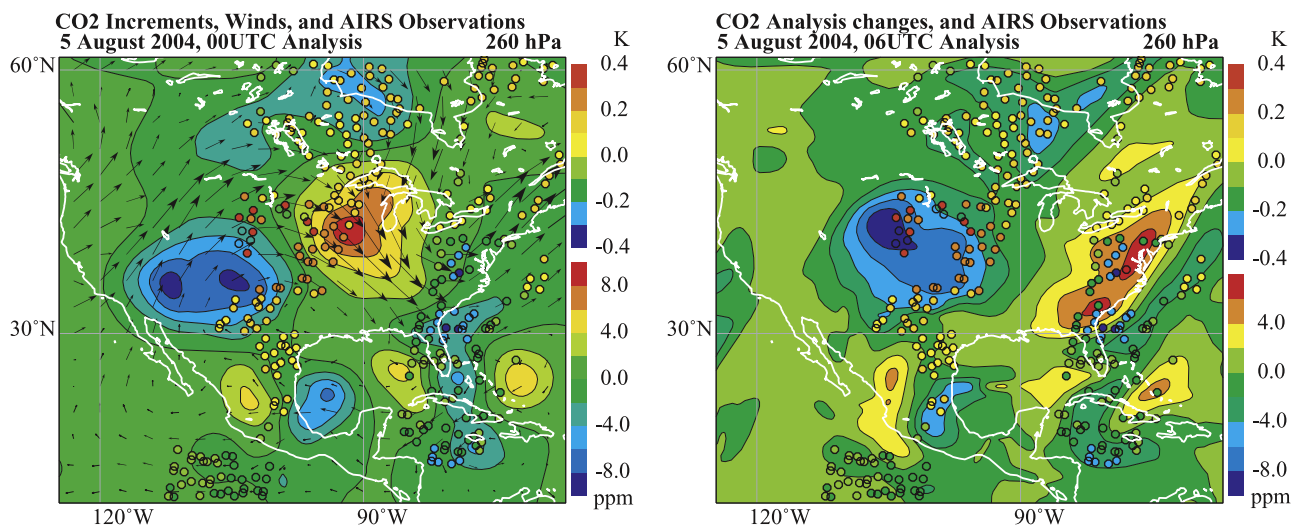 CO2 Increments, Winds, and AIRS Observations
5 August 2004, 00UTC Analysis 260 hPa
K
60°N
30°N
120°W 90°W
0.4
0.2
0.0
-0.2
-0.4
8.0
4.0
0.0
-4.0
-8.0
ppm
CO2 Analysis changes, and AIRS Observations
5 August 2004, 06UTC Analysis 260 hPa
K
60°N
30°N
120°W 90°W
0.4
0.2
0.0
-0.2
-0.4
4.0
0.0
-4.0
-8.0
ppm